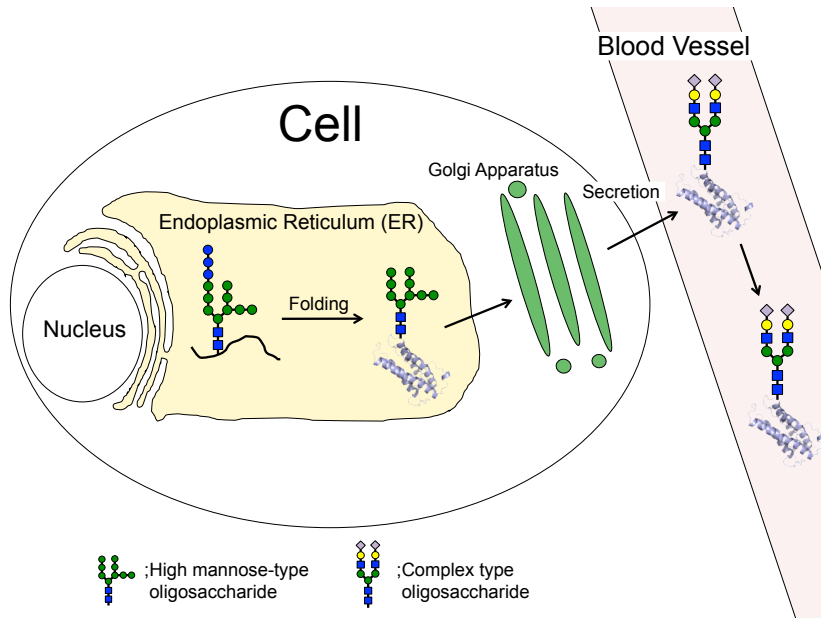 Blood Vessel
Cell
Golgi Apparatus
Secretion
Endoplasmic Reticulum (ER)
Folding
Nucleus
;High mannose-type
oligosaccharide
;Complex type
oligosaccharide